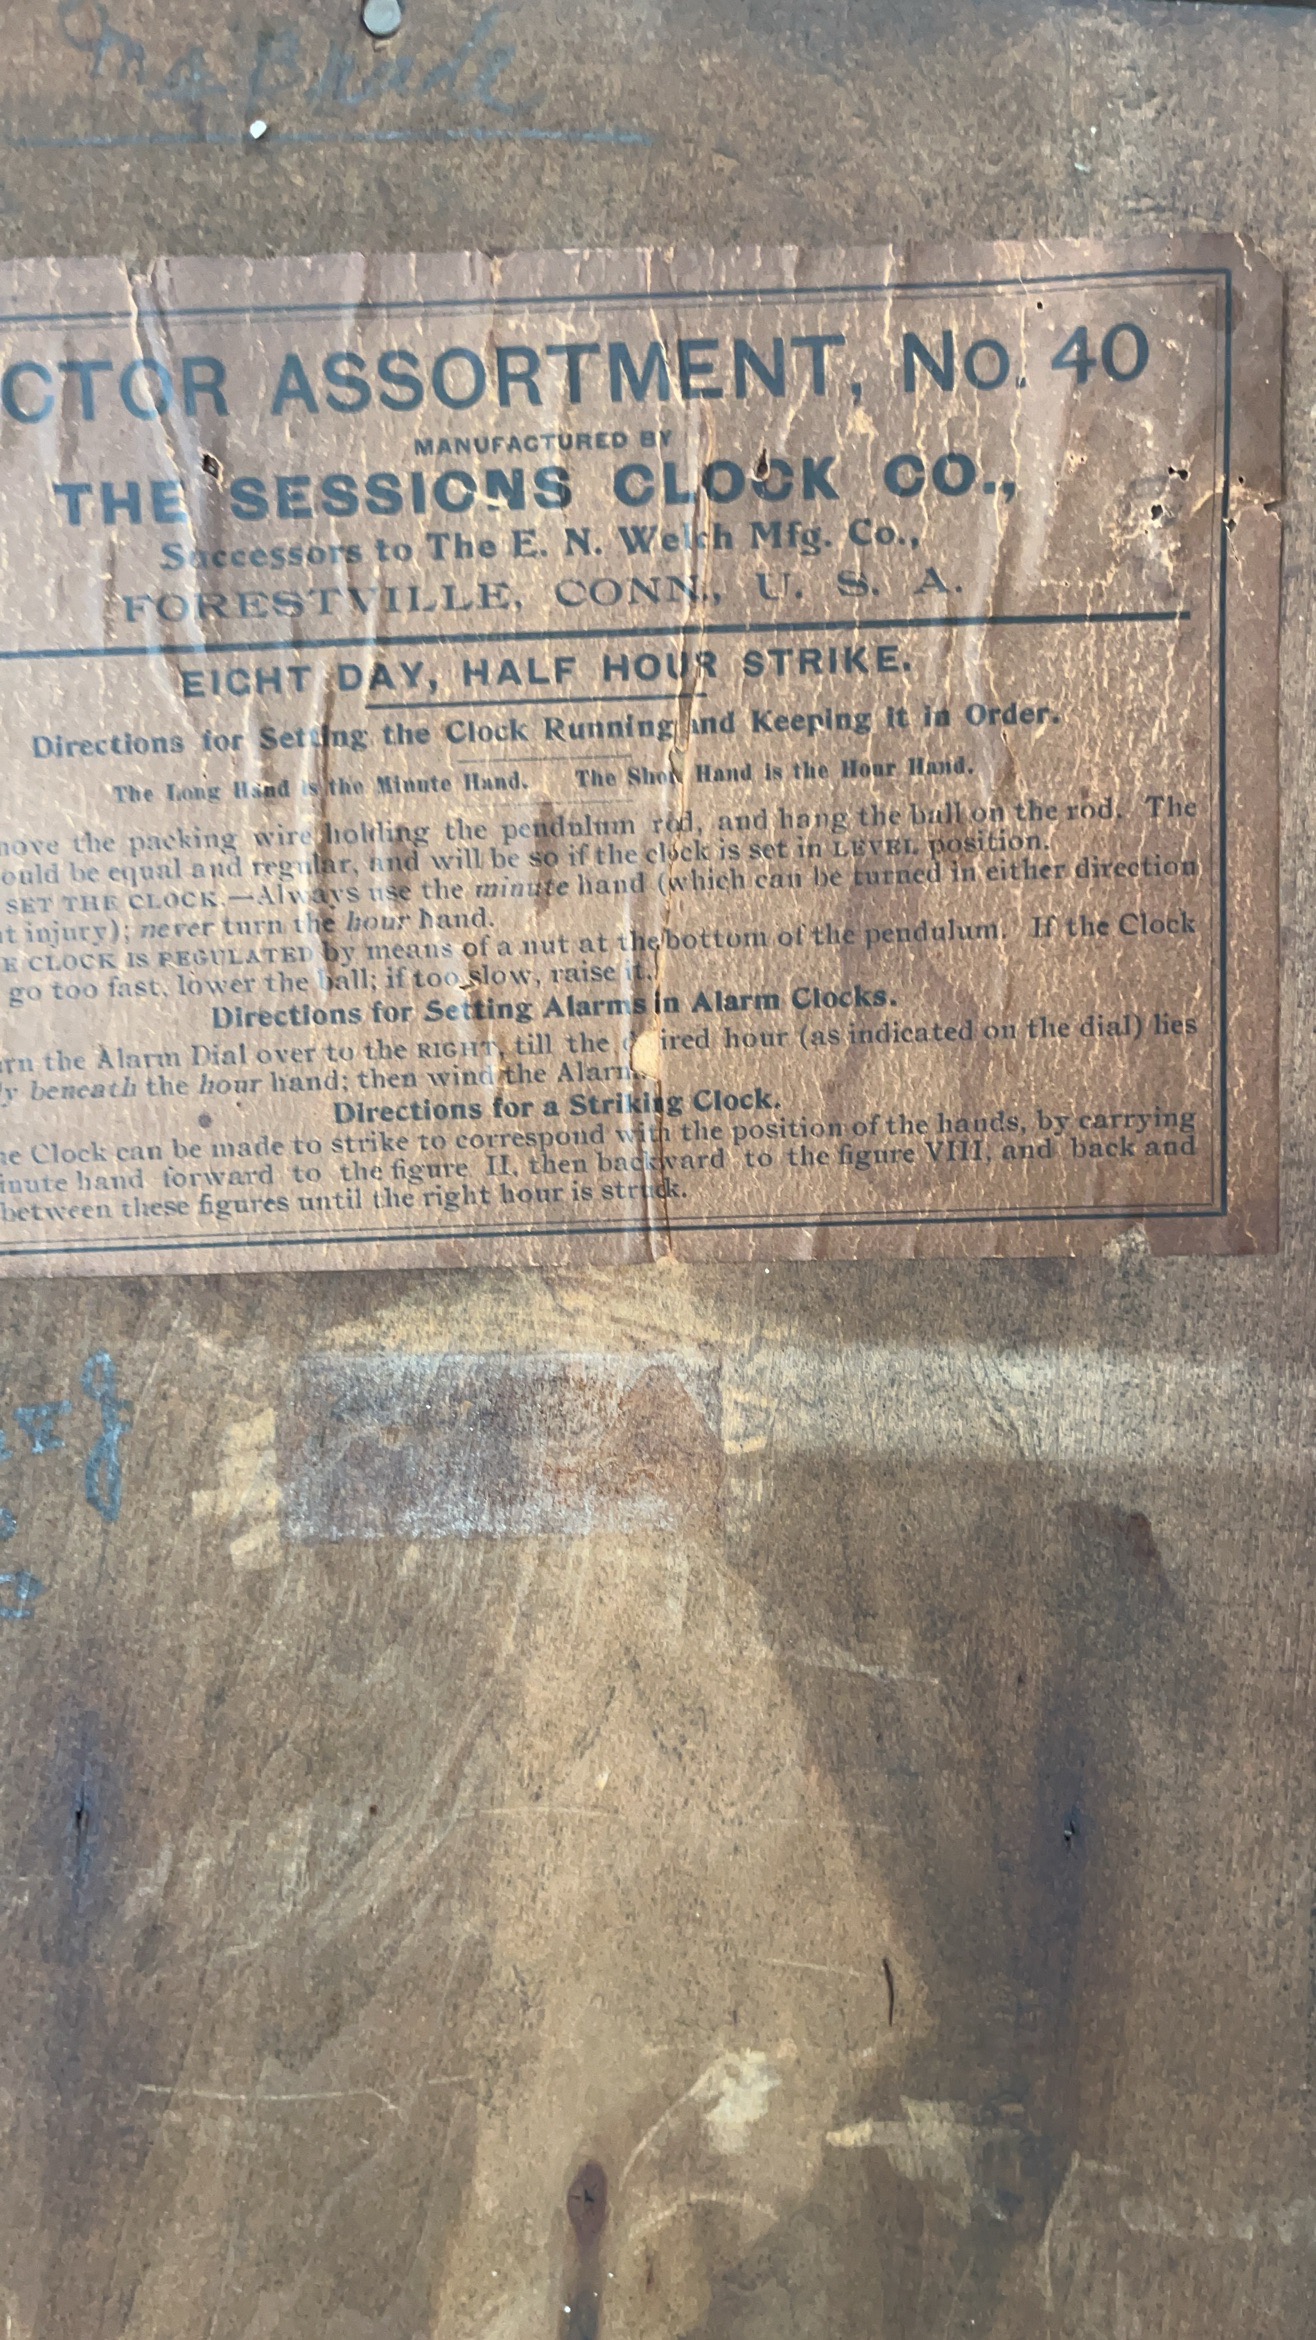 CTOR ASSORTMENT, No. 40
MANUFACTURED BY
THE SESSIONS CLOCK CO.,
Successors to The E. N. Welch Mfg. Co.,
FORESTVILLE, CONN., U. S. A.
EIGHT DAY, HALF HOUR STRIKE.
Directions for Setting the Clock Running and Keeping it in Order.
The Long Hand is the Minute Hand. The Short Hand is the Hour Hand.
nove the packing wire holding the pendulum rod, and hang the ball on the rod. The
ould be equal and regular, and will be so if the clock is set in LEVEL position.
SET THE CLOCK.—Always use the minute hand (which can be turned in either direction
t injury); never turn the hour hand.
E CLOCK IS REGULATED by means of a nut at the bottom of the pendulum. If the Clock
go too fast, lower the ball; if too slow, raise it.
Directions for Setting Alarms in Alarm Clocks.
rn the Alarm Dial over to the RIGHT, till the desired hour (as indicated on the dial) lies
y beneath the hour hand; then wind the Alarm.
Directions for a Striking Clock.
e Clock can be made to strike to correspond with the position of the hands, by carrying
inute hand forward to the figure II, then backward to the figure VIII, and back and
between these figures until the right hour is struck.